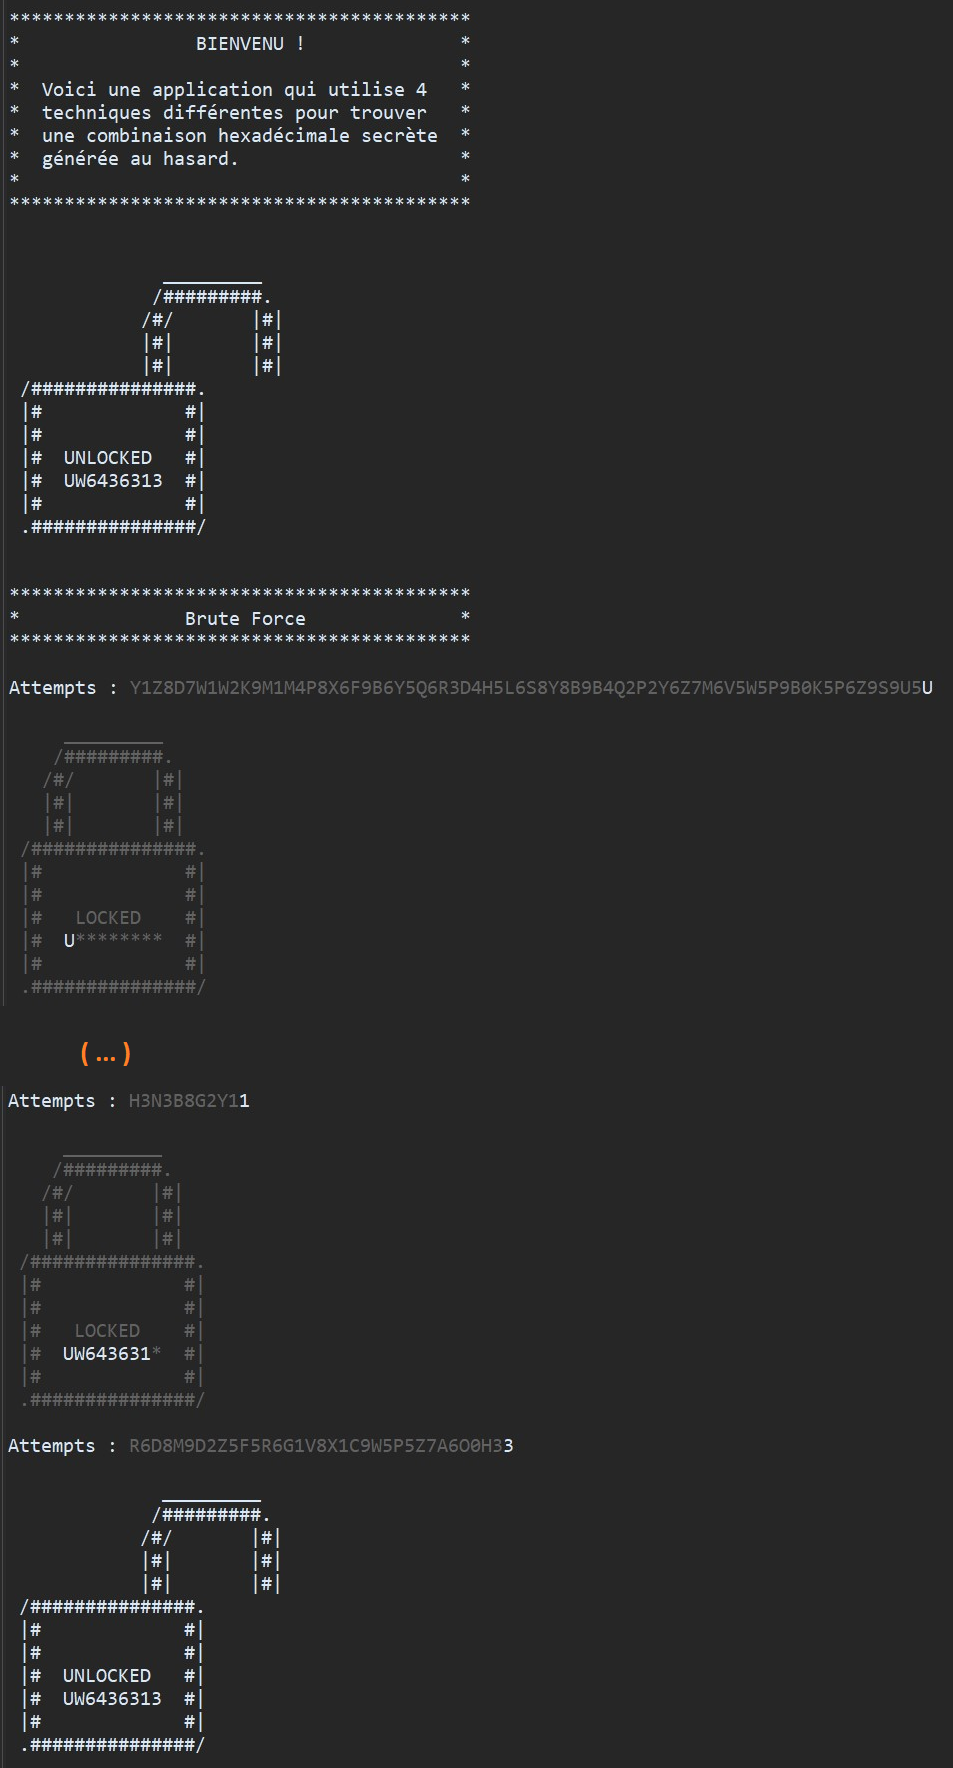 ******************************************
*                BIENVENU !              *
*                                        *
*  Voici une application qui utilise 4   *
*  techniques différentes pour trouver   *
*  une combinaison hexadécimale secrète  *
*  générée au hasard.                    *
*                                        *
******************************************
              _________
             /#########.
            /#/       |#|
            |#|       |#|
            |#|       |#|
 /###############.
 |#             #|
 |#             #|
 |#  UNLOCKED   #|
 |#  UW6436313  #|
 |#             #|
 .###############/
******************************************
*               Brute Force              *
******************************************
Attempts : Y1Z8D7W1W2K9M1M4P8X6F9B6Y5Q6R3D4H5L6S8Y8B9B4Q2P2Y6Z7M6V5W5P9B0K5P6Z9S9U5U
     _________
    /#########.
   /#/       |#|
   |#|       |#|
   |#|       |#|
 /###############.
 |#             #|
 |#             #|
 |#   LOCKED    #|
 |#  U********  #|
 |#             #|
 .###############/
( ... )
Attempts : H3N3B8G2Y11
     _________
    /#########.
   /#/       |#|
   |#|       |#|
   |#|       |#|
 /###############.
 |#             #|
 |#             #|
 |#   LOCKED    #|
 |#  UW643631*  #|
 |#             #|
 .###############/
Attempts : R6D8M9D2Z5F5R6G1V8X1C9W5P5Z7A6O0H33
              _________
             /#########.
            /#/       |#|
            |#|       |#|
            |#|       |#|
 /###############.
 |#             #|
 |#             #|
 |#  UNLOCKED   #|
 |#  UW6436313  #|
 |#             #|
 .###############/